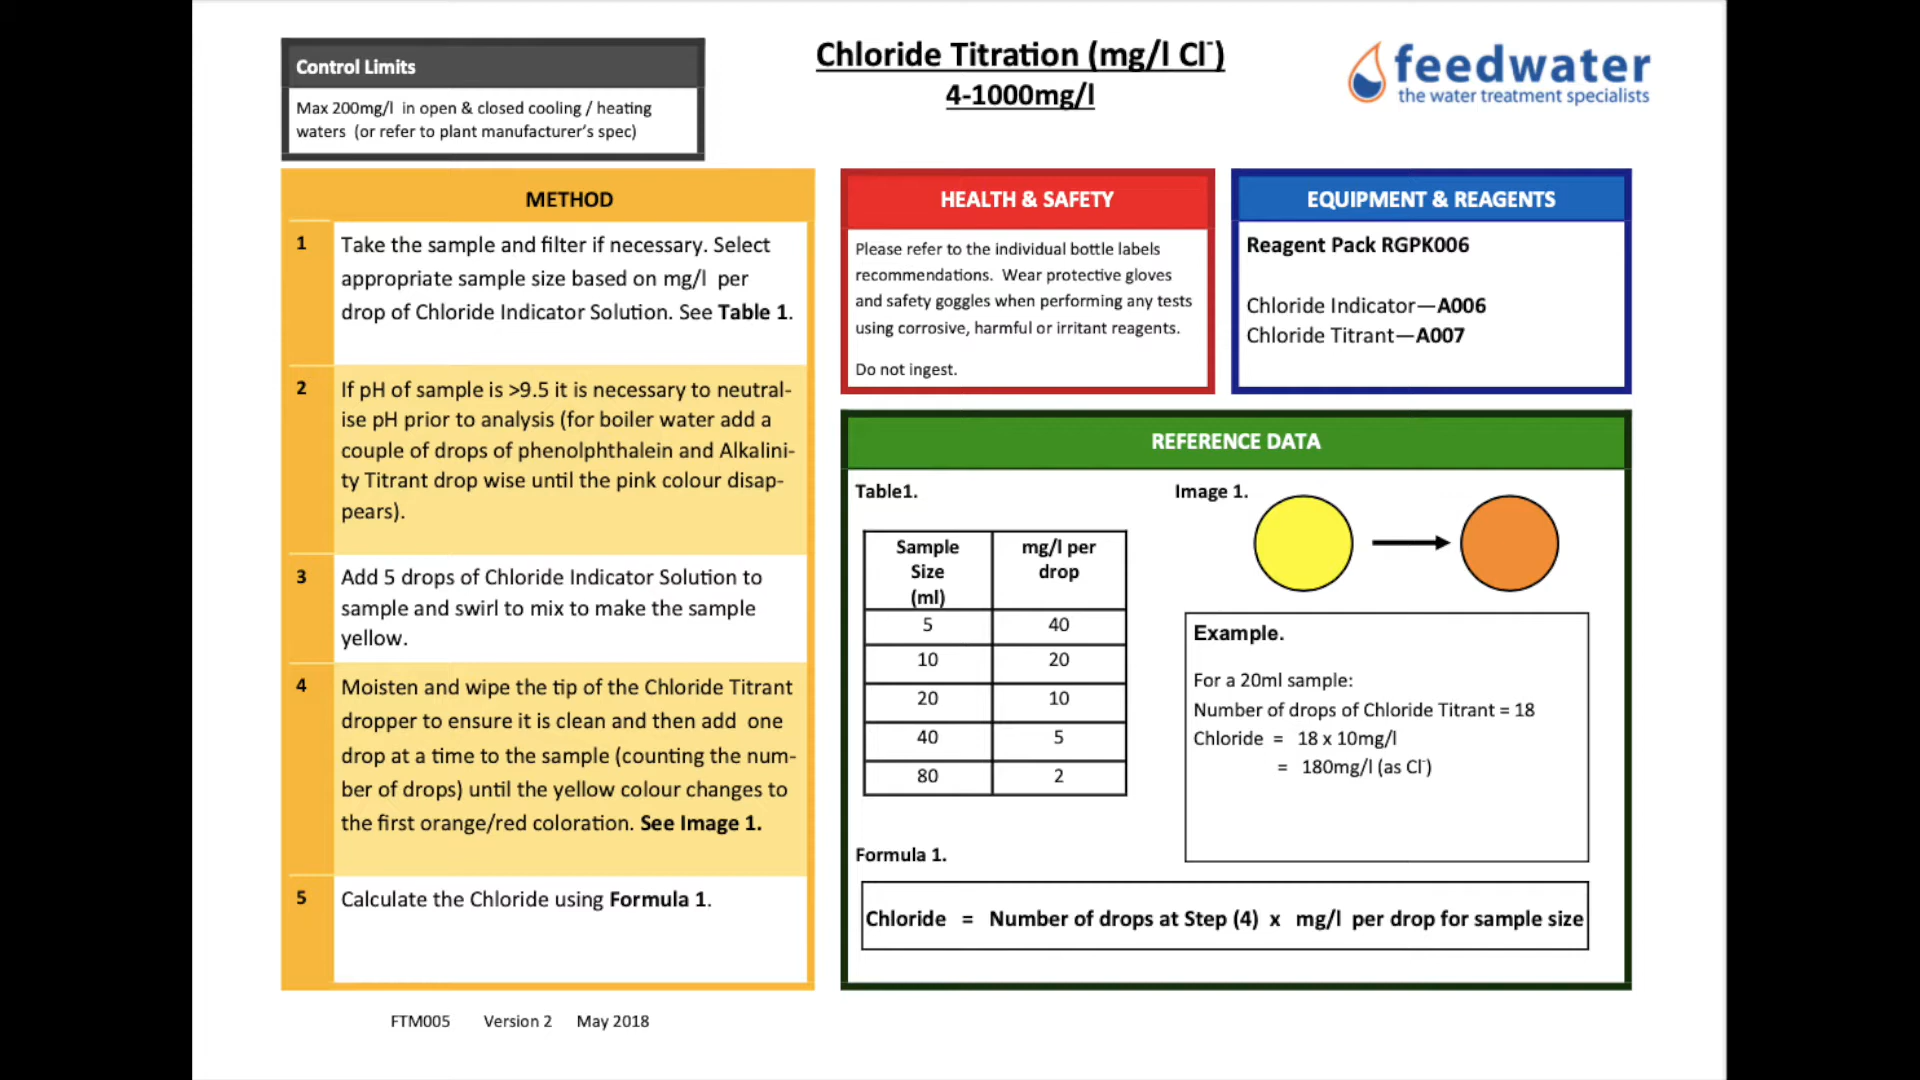 Control Limits
Max 200mg/l in open & closed cooling / heating
waters (or refer to plant manufacturer's spec)
Chloride Titration (mg/l Cl⁻)
4-1000mg/l
feedwater
the water treatment specialists
METHOD
1 Take the sample and filter if necessary. Select
appropriate sample size based on mg/l per
drop of Chloride Indicator Solution. See Table 1.
2 If pH of sample is >9.5 it is necessary to neutral-
ise pH prior to analysis (for boiler water add a
couple of drops of phenolphthalein and Alkalini-
ty Titrant drop wise until the pink colour disap-
pears).
3 Add 5 drops of Chloride Indicator Solution to
sample and swirl to mix to make the sample
yellow.
4 Moisten and wipe the tip of the Chloride Titrant
dropper to ensure it is clean and then add one
drop at a time to the sample (counting the num-
ber of drops) until the yellow colour changes to
the first orange/red coloration. See Image 1.
5 Calculate the Chloride using Formula 1.
HEALTH & SAFETY
Please refer to the individual bottle labels
recommendations. Wear protective gloves
and safety goggles when performing any tests
using corrosive, harmful or irritant reagents.
Do not ingest.
EQUIPMENT & REAGENTS
Reagent Pack RGPK006
Chloride Indicator—A006
Chloride Titrant—A007
REFERENCE DATA
Table1.
Sample
Size
(ml)
mg/l per
drop
5 40
10 20
20 10
40 5
80 2
Image 1.
Example.
For a 20ml sample:
Number of drops of Chloride Titrant = 18
Chloride = 18 x 10mg/l
= 180mg/l (as Cl⁻)
Formula 1.
Chloride = Number of drops at Step (4) x mg/l per drop for sample size
FTM005 Version 2 May 2018